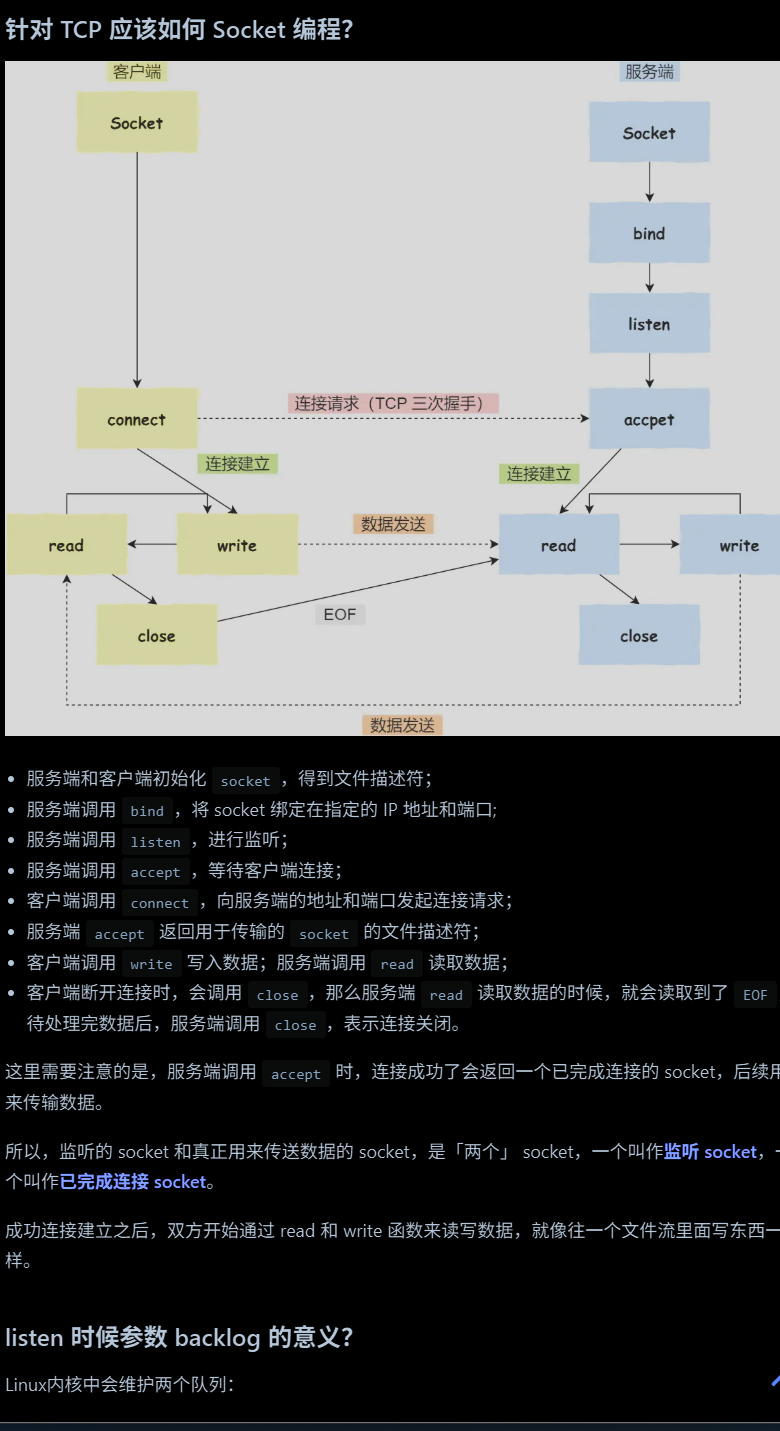 针对 TCP 应该如何 Socket 编程？
客户端
服务端
Socket
Socket
bind
listen
连接请求（TCP 三次握手）
connect
accpet
连接建立
连接建立
数据发送
read
write
read
write
close
EOF
close
数据发送
服务端和客户端初始化 socket，得到文件描述符；
服务端调用 bind，将 socket 绑定在指定的 IP 地址和端口;
服务端调用 listen，进行监听；
服务端调用 accept，等待客户端连接；
客户端调用 connect，向服务端的地址和端口发起连接请求；
服务端 accept 返回用于传输的 socket 的文件描述符；
客户端调用 write 写入数据；服务端调用 read 读取数据；
客户端断开连接时，会调用 close，那么服务端 read 读取数据的时候，就会读取到了 EOF
待处理完数据后，服务端调用 close，表示连接关闭。
这里需要注意的是，服务端调用 accept 时，连接成功了会返回一个已完成连接的 socket，后续用
来传输数据。
所以，监听的 socket 和真正用来传送数据的 socket，是「两个」 socket，一个叫作监听 socket，一
个叫作已完成连接 socket。
成功连接建立之后，双方开始通过 read 和 write 函数来读写数据，就像往一个文件流里面写东西一
样。
listen 时候参数 backlog 的意义？
Linux内核中会维护两个队列：